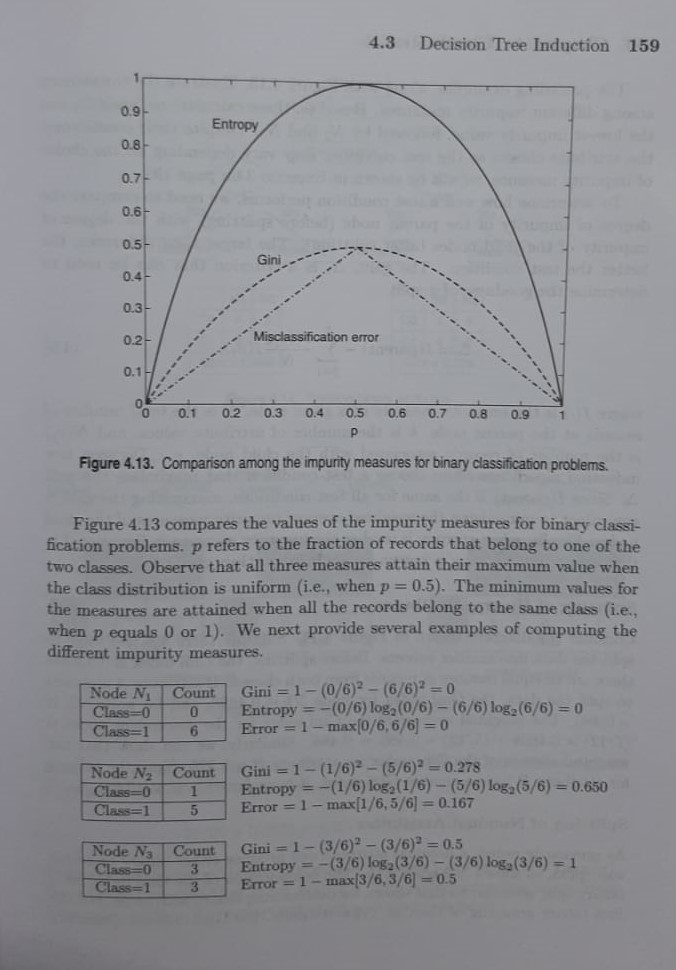 4.3 Decision Tree Induction 159
1
0.9
0.8
0.7
0.6
0.5
0.4
0.3
0.2
0.1
0
Entropy
Gini
Misclassification error
0 0.1 0.2 0.3 0.4 0.5 0.6 0.7 0.8 0.9 1
p
Figure 4.13. Comparison among the impurity measures for binary classification problems.
Figure 4.13 compares the values of the impurity measures for binary classi-
fication problems. p refers to the fraction of records that belong to one of the
two classes. Observe that all three measures attain their maximum value when
the class distribution is uniform (i.e., when p = 0.5). The minimum values for
the measures are attained when all the records belong to the same class (i.e.,
when p equals 0 or 1). We next provide several examples of computing the
different impurity measures.
Node N₁ Count Gini = 1 − (0/6)² − (6/6)² = 0
Class=0 0 Entropy = −(0/6) log₂(0/6) − (6/6) log₂(6/6) = 0
Class=1 6 Error = 1 − max[0/6, 6/6] = 0
Node N₂ Count Gini = 1 − (1/6)² − (5/6)² = 0.278
Class=0 1 Entropy = −(1/6) log₂(1/6) − (5/6) log₂(5/6) = 0.650
Class=1 5 Error = 1 − max[1/6, 5/6] = 0.167
Node N₃ Count Gini = 1 − (3/6)² − (3/6)² = 0.5
Class=0 3 Entropy = −(3/6) log₂(3/6) − (3/6) log₂(3/6) = 1
Class=1 3 Error = 1 − max[3/6, 3/6] = 0.5